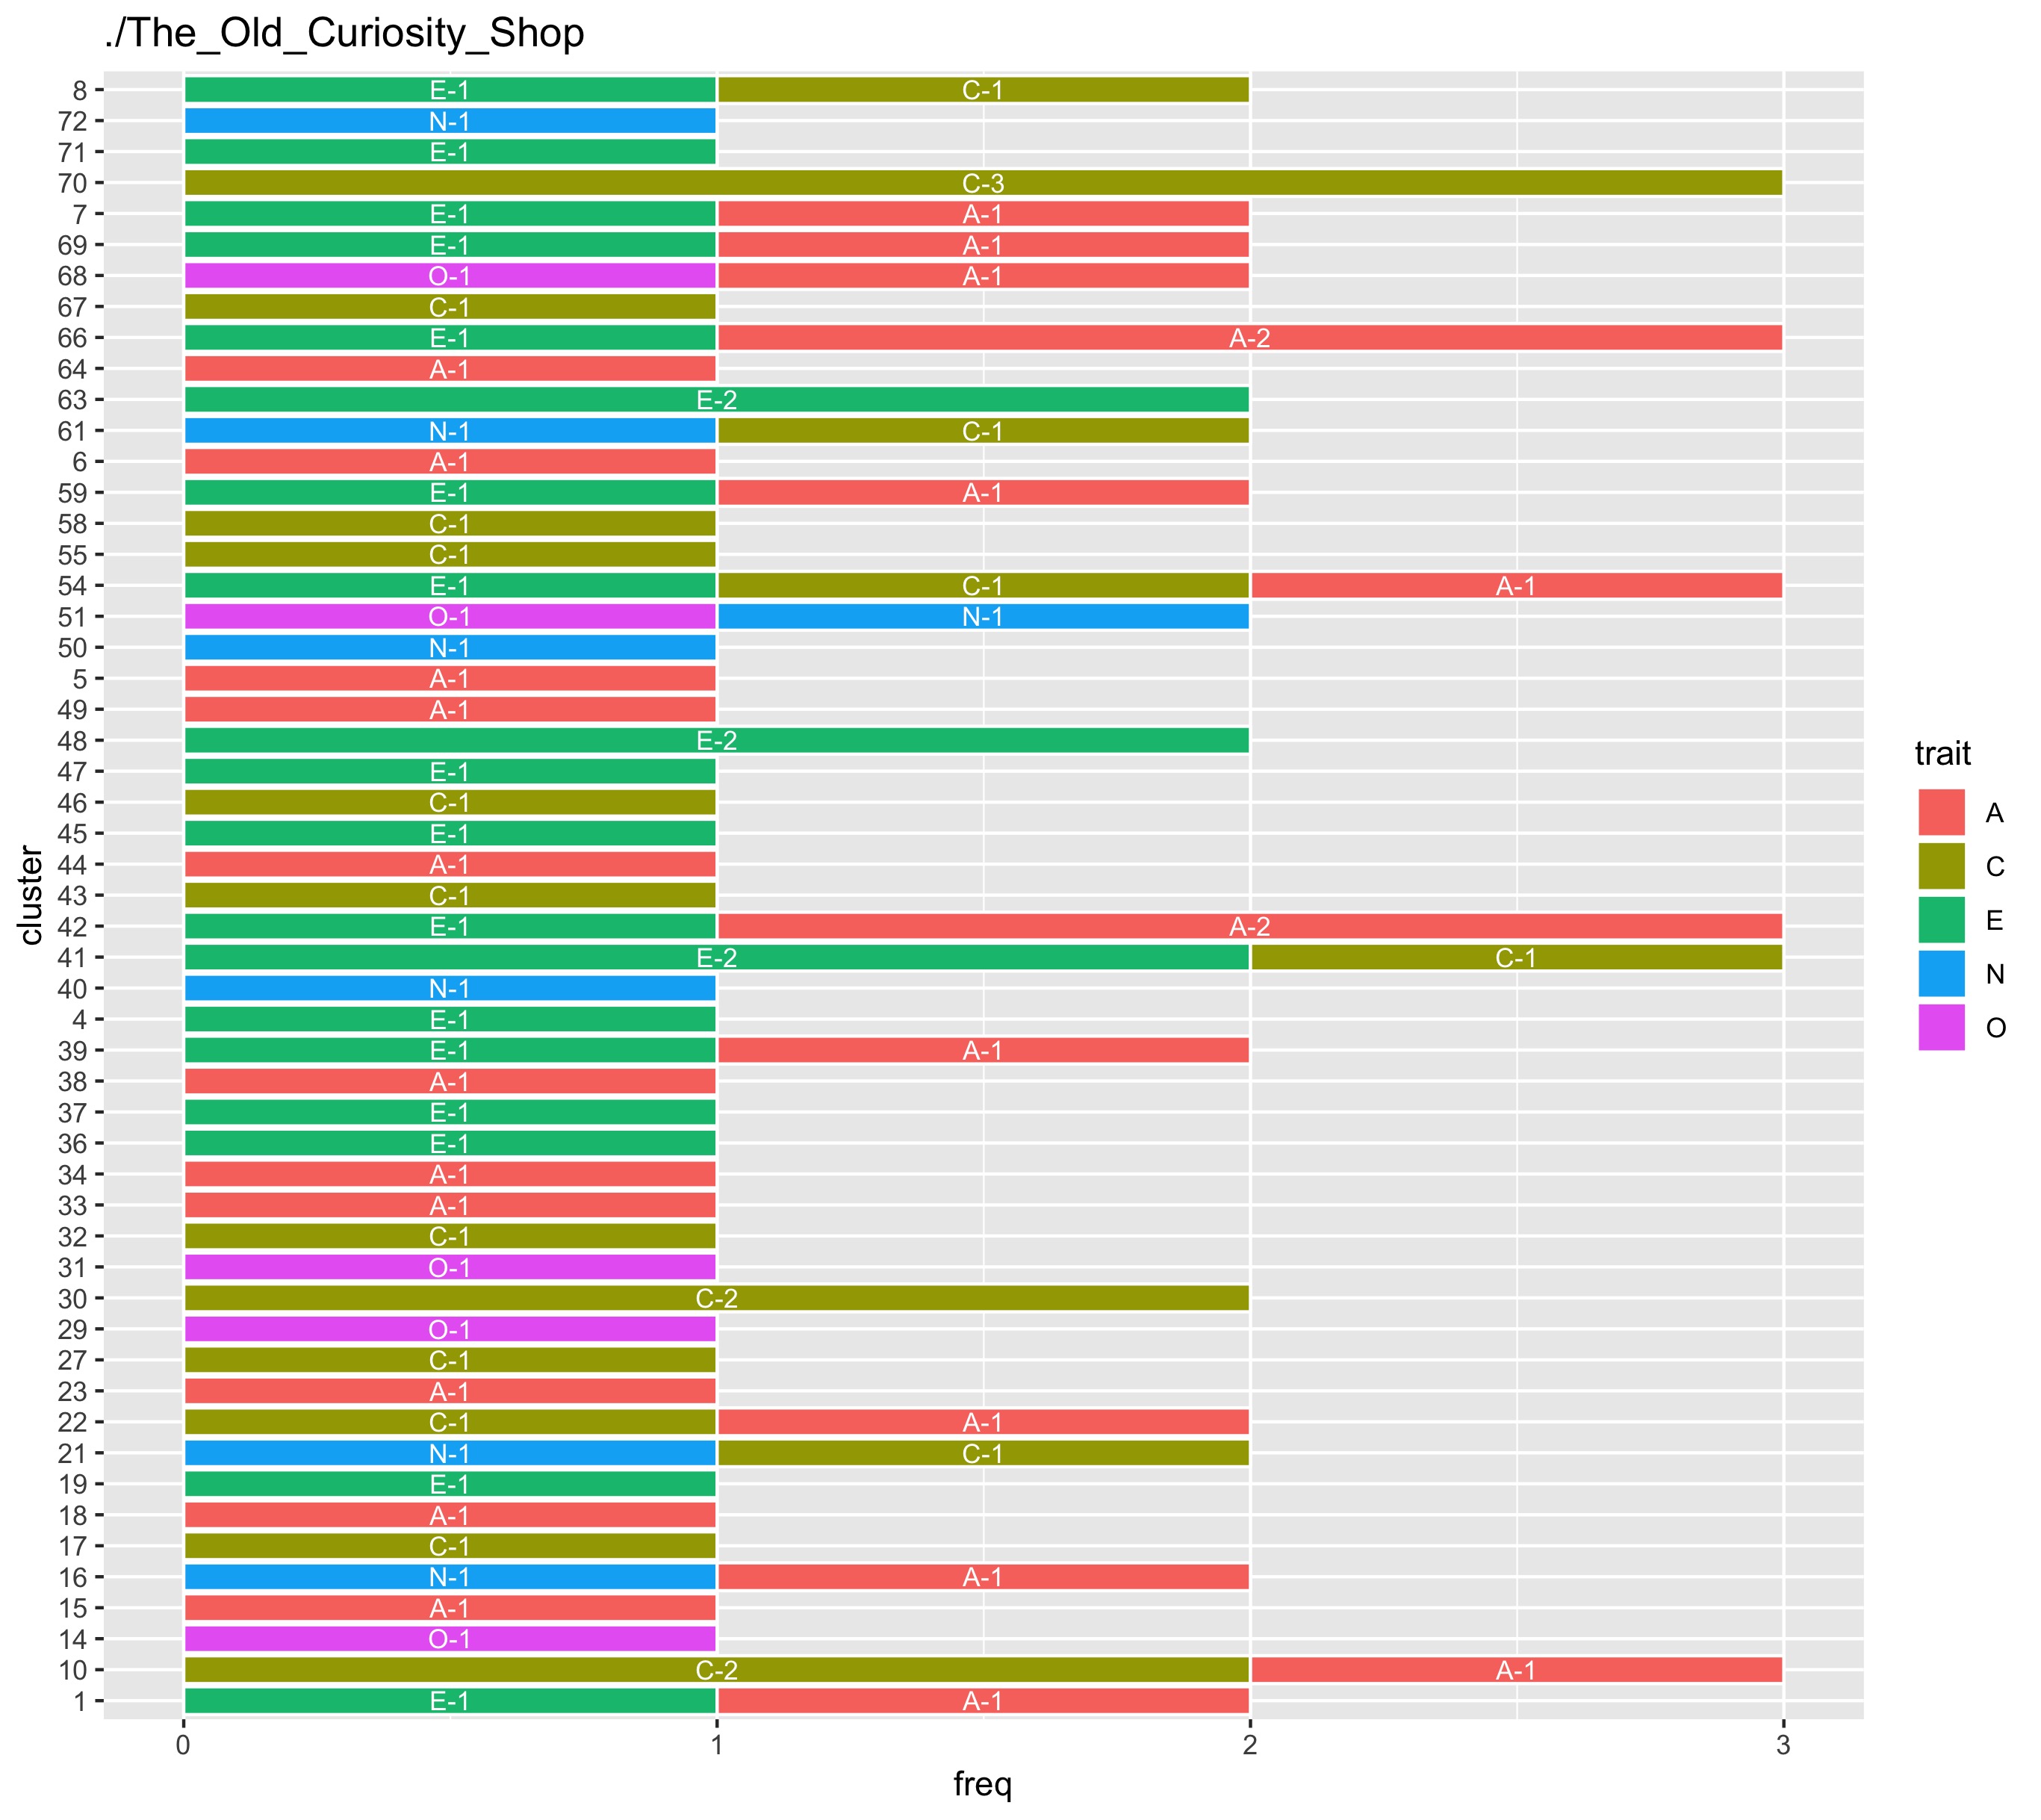 ./The_Old_Curiosity_Shop
8 E-1 C-1
72 N-1
71 E-1
70 C-3
7 E-1 A-1
69 E-1 A-1
68 O-1 A-1
67 C-1
66 E-1 A-2
64 A-1
63 E-2
61 N-1 C-1
6 A-1
59 E-1 A-1
58 C-1
55 C-1
54 E-1 C-1 A-1
51 O-1 N-1
50 N-1
5 A-1
49 A-1
48 E-2
47 E-1
46 C-1
45 E-1
44 A-1
43 C-1
42 E-1 A-2
41 E-2 C-1
40 N-1
4 E-1
39 E-1 A-1
38 A-1
37 E-1
36 E-1
34 A-1
33 A-1
32 C-1
31 O-1
30 C-2
29 O-1
27 C-1
23 A-1
22 C-1 A-1
21 N-1 C-1
19 E-1
18 A-1
17 C-1
16 N-1 A-1
15 A-1
14 O-1
10 C-2 A-1
1 E-1 A-1
0 1 2 3
freq
cluster
trait
A
C
E
N
O